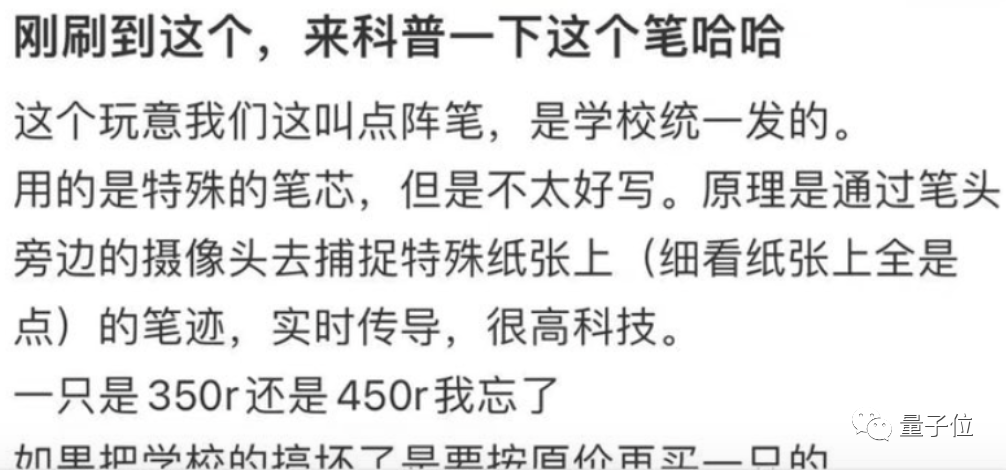 刚刷到这个，来科普一下这个笔哈哈
这个玩意我们这叫点阵笔，是学校统一发的。
用的是特殊的笔芯，但是不太好写。原理是通过笔头
旁边的摄像头去捕捉特殊纸张上（细看纸张上全是
点）的笔迹，实时传导，很高科技。
一只是350r还是450r我忘了
量子位
如果把学校的搞坏了是要按原价再买一只的